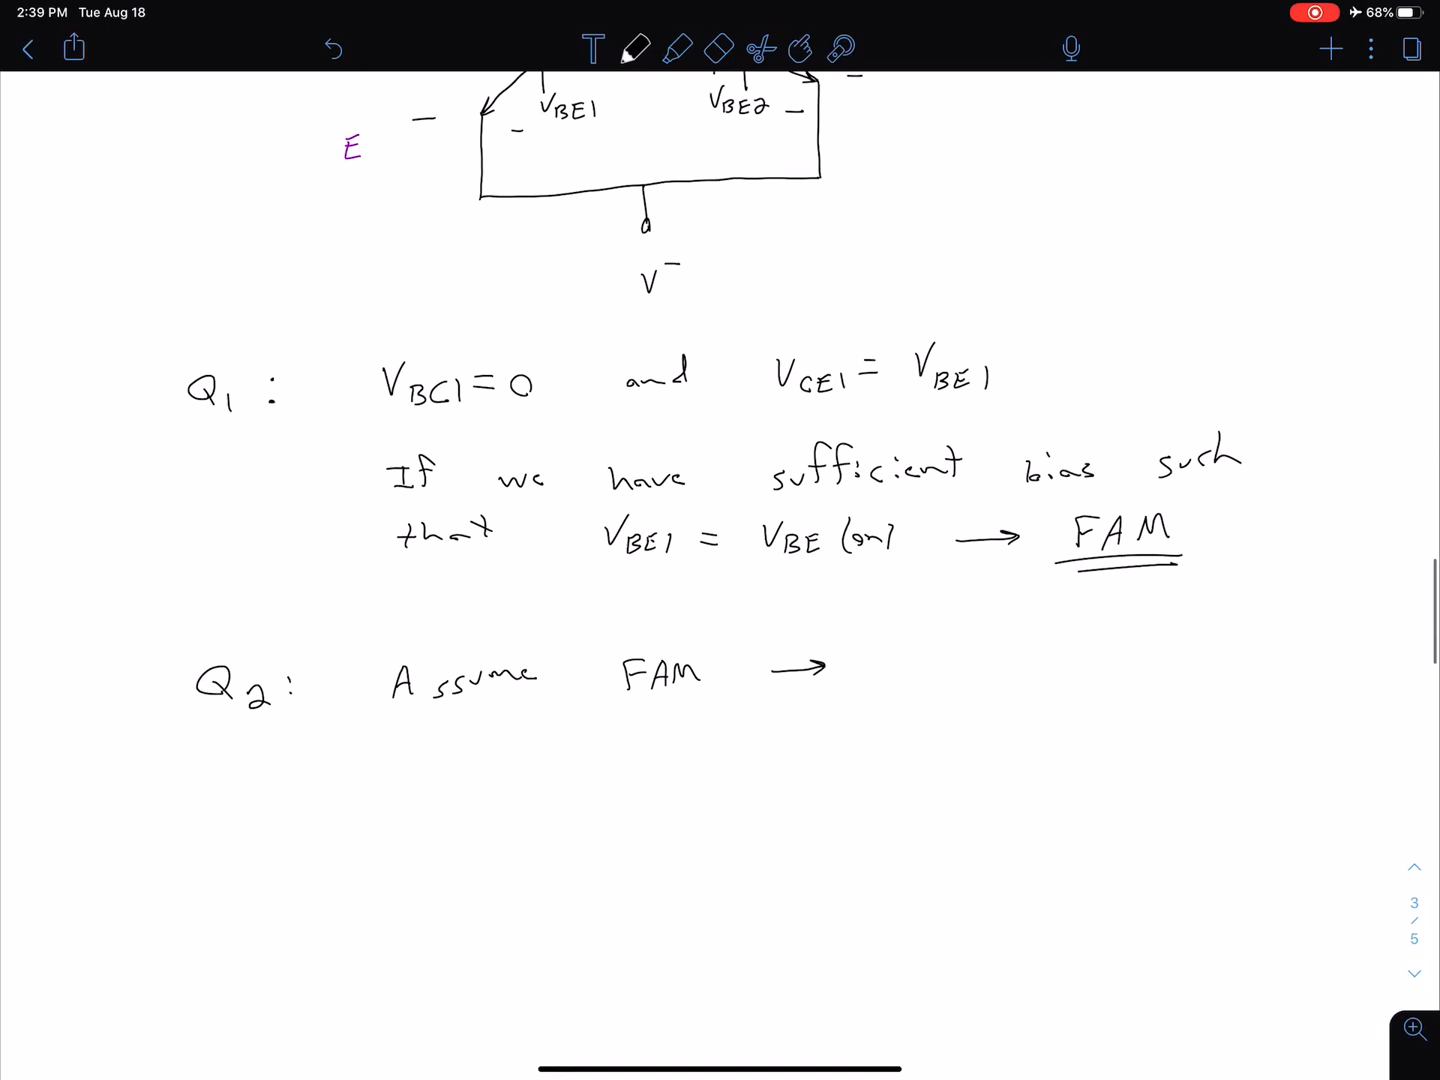 2:39 PM Tue Aug 18
68%
T
VBE1
VBE2
E
V⁻
Q1 : VBC1 = 0 and VCE1 = VBE1
If we have sufficient bias such
that VBE1 = VBE (on) → FAM
Q2 : Assume FAM →
3
/
5